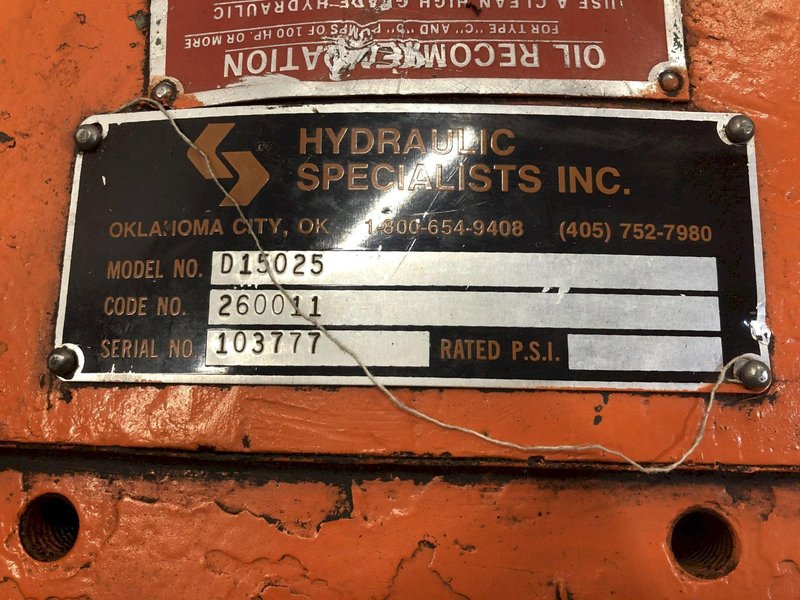 USE A CLEAN HIGH GRADE HYDRAULIC
FOR TYPE "C" AND "D" PUMPS OF 100 HP. OR MORE
OIL RECOMMENDATION
HYDRAULIC
SPECIALISTS INC.
OKLAHOMA CITY, OK 1-800-654-9408 (405) 752-7980
MODEL NO. D15025
CODE NO. 260011
SERIAL NO. 103777 RATED P.S.I.